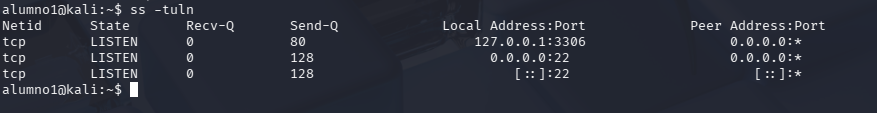 alumno1@kali:~$ ss -tuln
Netid State Recv-Q Send-Q Local Address:Port Peer Address:Port
tcp LISTEN 0 80 127.0.0.1:3306 0.0.0.0:*
tcp LISTEN 0 128 0.0.0.0:22 0.0.0.0:*
tcp LISTEN 0 128 [::]:22 [::]:*
alumno1@kali:~$